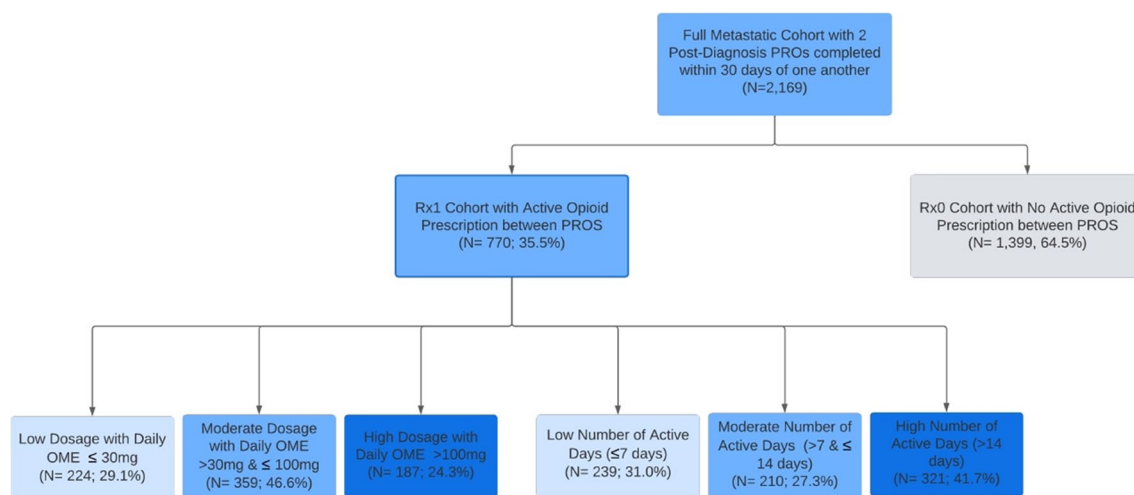 Full Metastatic Cohort with 2
Post-Diagnosis PROs completed
within 30 days of one another
(N=2,169)
Rx1 Cohort with Active Opioid
Prescription between PROS
(N= 770; 35.5%)
Rx0 Cohort with No Active Opioid
Prescription between PROS
(N= 1,399, 64.5%)
Low Dosage with Daily
OME ≤ 30mg
(N= 224; 29.1%)
Moderate Dosage
with Daily OME
>30mg & ≤ 100mg
(N= 359; 46.6%)
High Dosage with
Daily OME >100mg
(N= 187; 24.3%)
Low Number of Active
Days (≤7 days)
(N= 239; 31.0%)
Moderate Number of
Active Days (>7 & ≤
14 days)
(N= 210; 27.3%)
High Number of
Active Days (>14
days)
(N= 321; 41.7%)